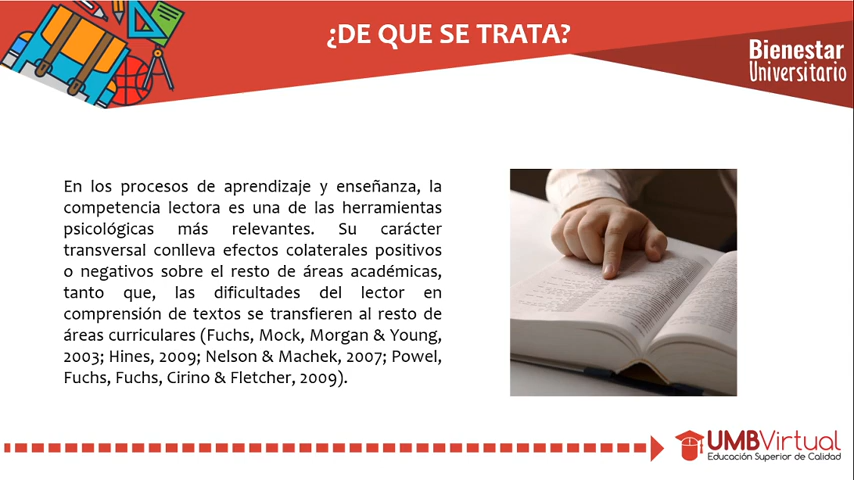 ¿DE QUE SE TRATA?
Bienestar
Universitario
En los procesos de aprendizaje y enseñanza, la
competencia lectora es una de las herramientas
psicológicas más relevantes. Su carácter
transversal conlleva efectos colaterales positivos
o negativos sobre el resto de áreas académicas,
tanto que, las dificultades del lector en
comprensión de textos se transfieren al resto de
áreas curriculares (Fuchs, Mock, Morgan & Young,
2003; Hines, 2009; Nelson & Machek, 2007; Powel,
Fuchs, Fuchs, Cirino & Fletcher, 2009).
UMBVirtual
Educación Superior de Calidad